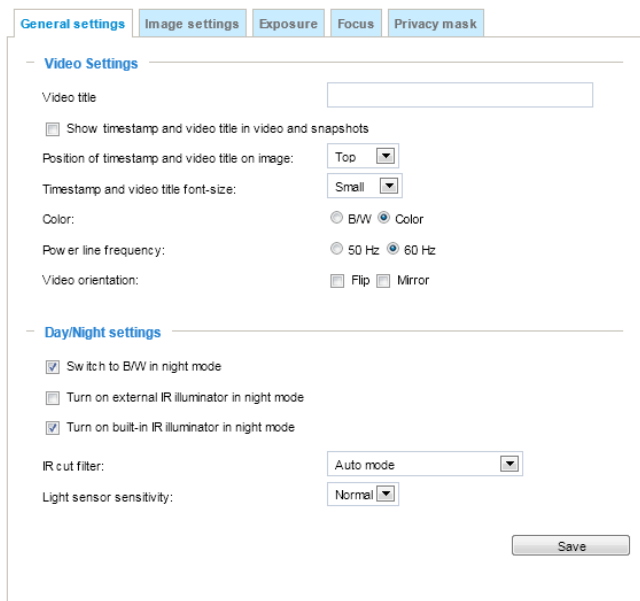 General settings Image settings Exposure Focus Privacy mask
Video Settings
Video title
Show timestamp and video title in video and snapshots
Position of timestamp and video title on image: Top
Timestamp and video title font-size: Small
Color: B/W Color
Power line frequency: 50 Hz 60 Hz
Video orientation: Flip Mirror
Day/Night settings
Switch to B/W in night mode
Turn on external IR illuminator in night mode
Turn on built-in IR illuminator in night mode
IR cut filter: Auto mode
Light sensor sensitivity: Normal
Save